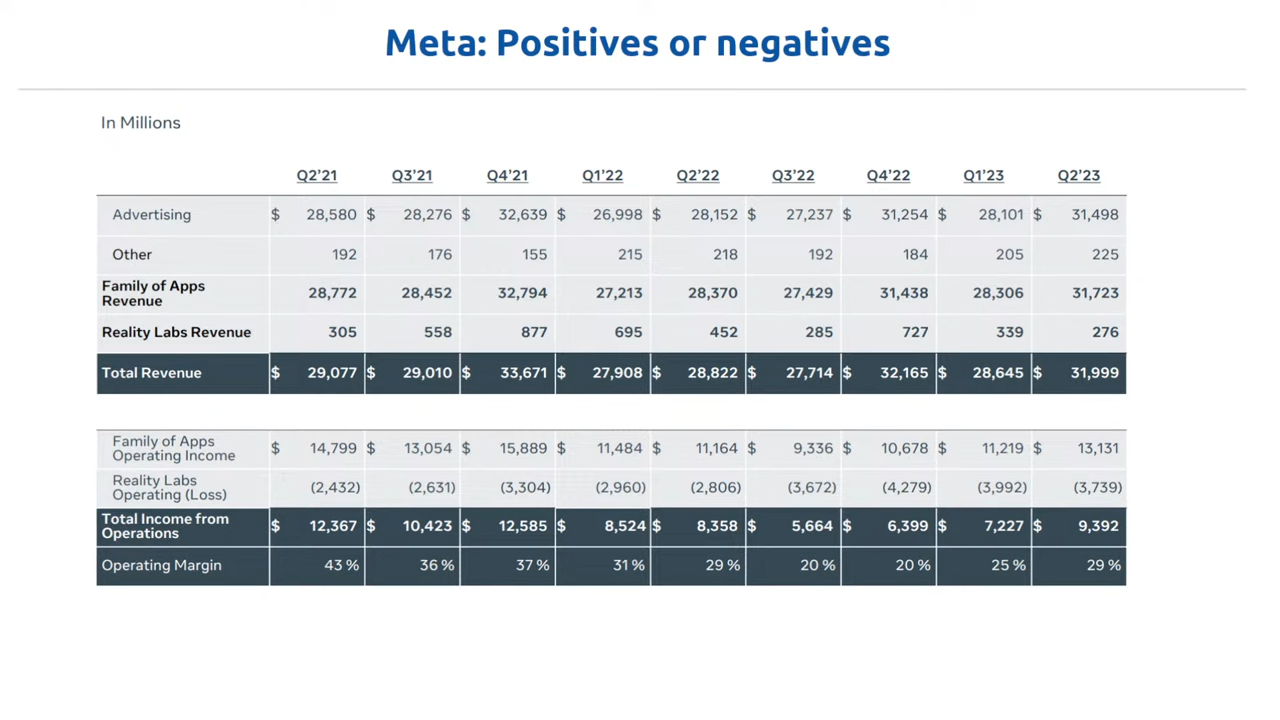 Meta: Positives or negatives
In Millions
Q2’21 Q3’21 Q4’21 Q1’22 Q2’22 Q3’22 Q4’22 Q1’23 Q2’23
Advertising $ 28,580 $ 28,276 $ 32,639 $ 26,998 $ 28,152 $ 27,237 $ 31,254 $ 28,101 $ 31,498
Other 192 176 155 215 218 192 184 205 225
Family of Apps
Revenue 28,772 28,452 32,794 27,213 28,370 27,429 31,438 28,306 31,723
Reality Labs Revenue 305 558 877 695 452 285 727 339 276
Total Revenue $ 29,077 $ 29,010 $ 33,671 $ 27,908 $ 28,822 $ 27,714 $ 32,165 $ 28,645 $ 31,999
Family of Apps
Operating Income $ 14,799 $ 13,054 $ 15,889 $ 11,484 $ 11,164 $ 9,336 $ 10,678 $ 11,219 $ 13,131
Reality Labs
Operating (Loss) (2,432) (2,631) (3,304) (2,960) (2,806) (3,672) (4,279) (3,992) (3,739)
Total Income from
Operations $ 12,367 $ 10,423 $ 12,585 $ 8,524 $ 8,358 $ 5,664 $ 6,399 $ 7,227 $ 9,392
Operating Margin 43 % 36 % 37 % 31 % 29 % 20 % 20 % 25 % 29 %